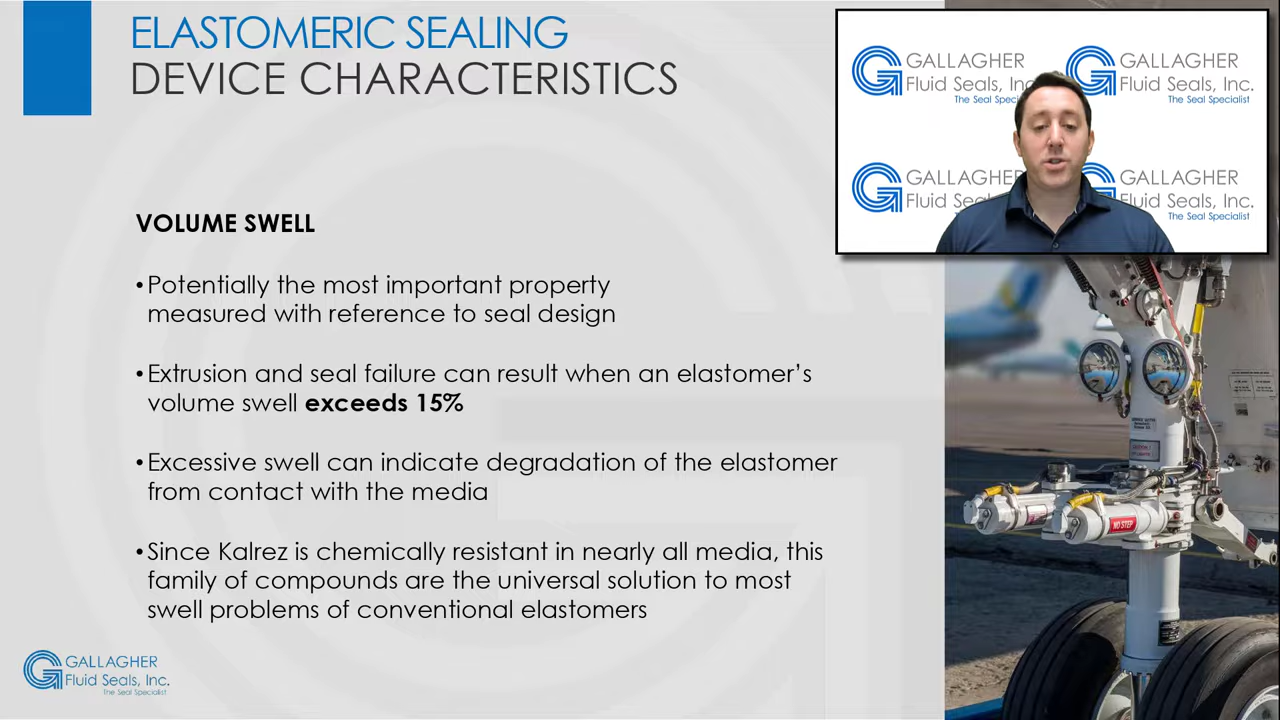 ELASTOMERIC SEALING
DEVICE CHARACTERISTICS
VOLUME SWELL
•Potentially the most important property
measured with reference to seal design
•Extrusion and seal failure can result when an elastomer’s
volume swell exceeds 15%
•Excessive swell can indicate degradation of the elastomer
from contact with the media
•Since Kalrez is chemically resistant in nearly all media, this
family of compounds are the universal solution to most
swell problems of conventional elastomers
GALLAGHER
Fluid Seals, Inc.
The Seal Specialist
GALLAGHER
Fluid Seals, Inc
The Seal Speci
GALLAGHER
Fluid Seals, Inc.
The Seal Specialist
GALLAGHE
Fluid Sea
GALLAGHER
Fluid Seals, Inc.
The Seal Specialist
NO STEP